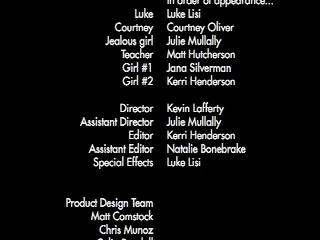 in order of appearance...
Luke Luke Lisi
Courtney Courtney Oliver
Jealous girl Julie Mullally
Teacher Matt Hutcherson
Girl #1 Jana Silverman
Girl #2 Kerri Henderson
Director Kevin Lafferty
Assistant Director Julie Mullally
Editor Kerri Henderson
Assistant Editor Natalie Bonebrake
Special Effects Luke Lisi
Product Design Team
Matt Comstock
Chris Munoz